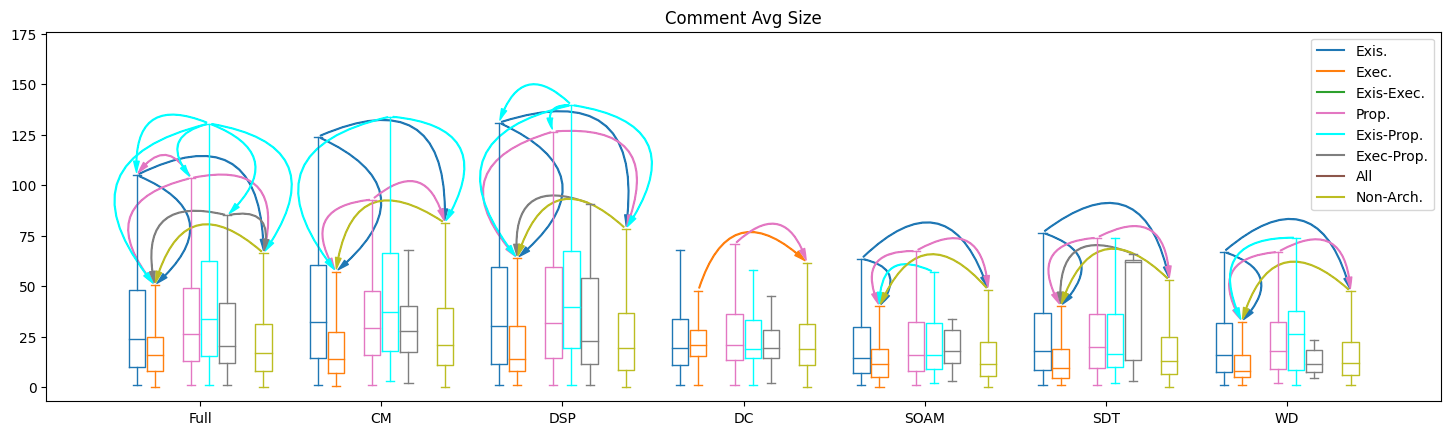 Comment Avg Size
175
150
125
100
75
50
25
0
Full
CM
DSP
DC
SOAM
SDT
WD
Exis.
Exec.
Exis-Exec.
Prop.
Exis-Prop.
Exec-Prop.
All
Non-Arch.